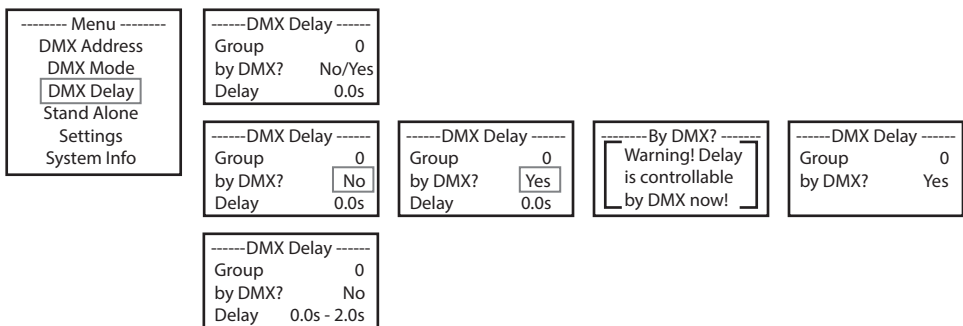 -------- Menu --------
DMX Address
DMX Mode
DMX Delay
Stand Alone
Settings
System Info
------DMX Delay ------
Group 0
by DMX? No/Yes
Delay 0.0s
------DMX Delay ------
Group 0
by DMX? No
Delay 0.0s
------DMX Delay ------
Group 0
by DMX? Yes
Delay 0.0s
--------By DMX? -------
Warning! Delay
is controllable
by DMX now!
------DMX Delay ------
Group 0
by DMX? Yes
------DMX Delay ------
Group 0
by DMX? No
Delay 0.0s - 2.0s